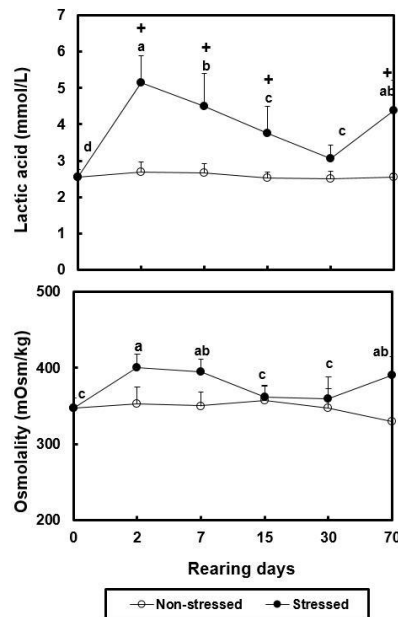 Lactic acid (mmol/L)
7
6
5
4
3
2
1
0
d
+
a
+
b
+
c
c
+
ab
Osmolality (mOsm/kg)
500
400
300
200
c
a
ab
c
c
ab
0 2 7 15 30 70
Rearing days
Non-stressed Stressed